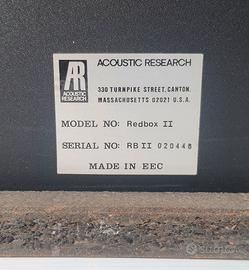 AR
ACOUSTIC
RESEARCH
ACOUSTIC RESEARCH
330 TURNPIKE STREET, CANTON.
MASSACHUSETTS 02021 U.S.A.
MODEL NO: Redbox II
SERIAL NO: RB II 020448
MADE IN EEC